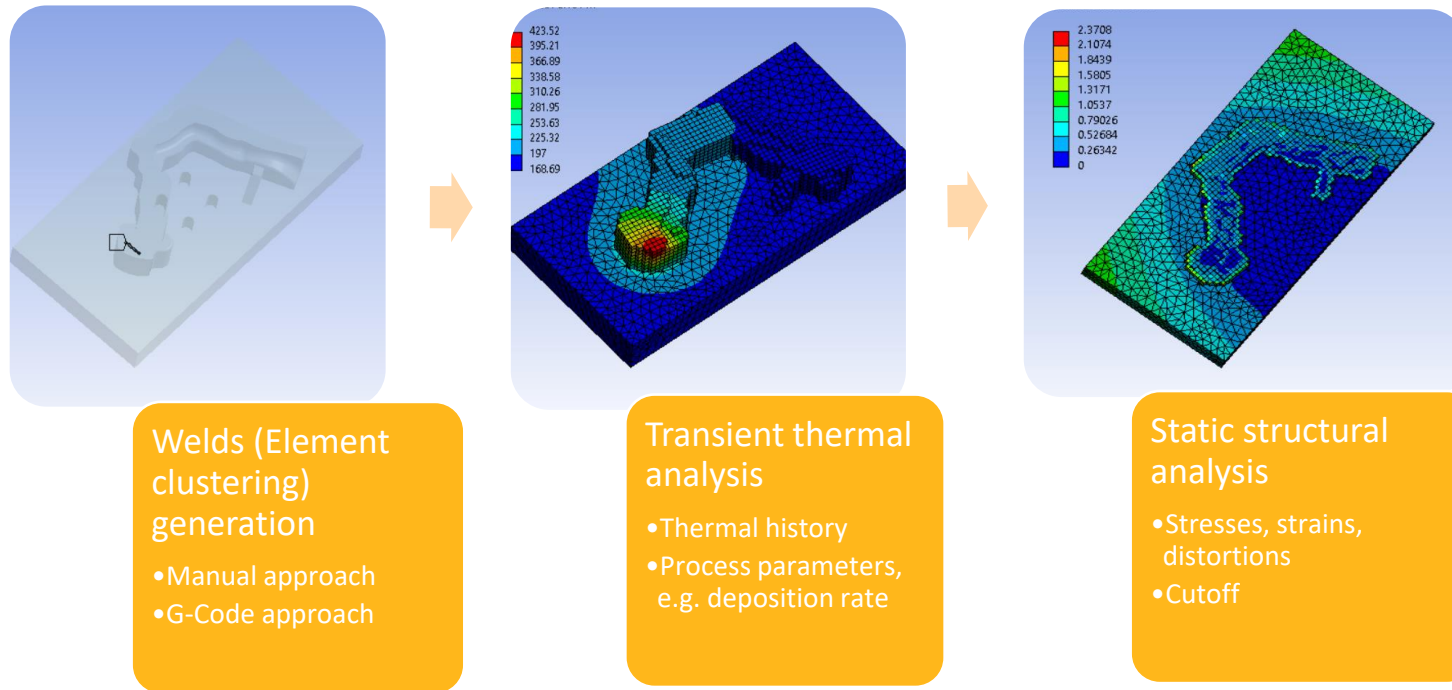 423.52
395.21
366.89
338.58
310.26
281.95
253.63
225.32
197
168.69
2.3708
2.1074
1.8439
1.5805
1.3171
1.0537
0.79026
0.52684
0.26342
0
Welds (Element
clustering)
generation
•Manual approach
•G-Code approach
Transient thermal
analysis
•Thermal history
•Process parameters,
e.g. deposition rate
Static structural
analysis
•Stresses, strains,
distortions
•Cutoff